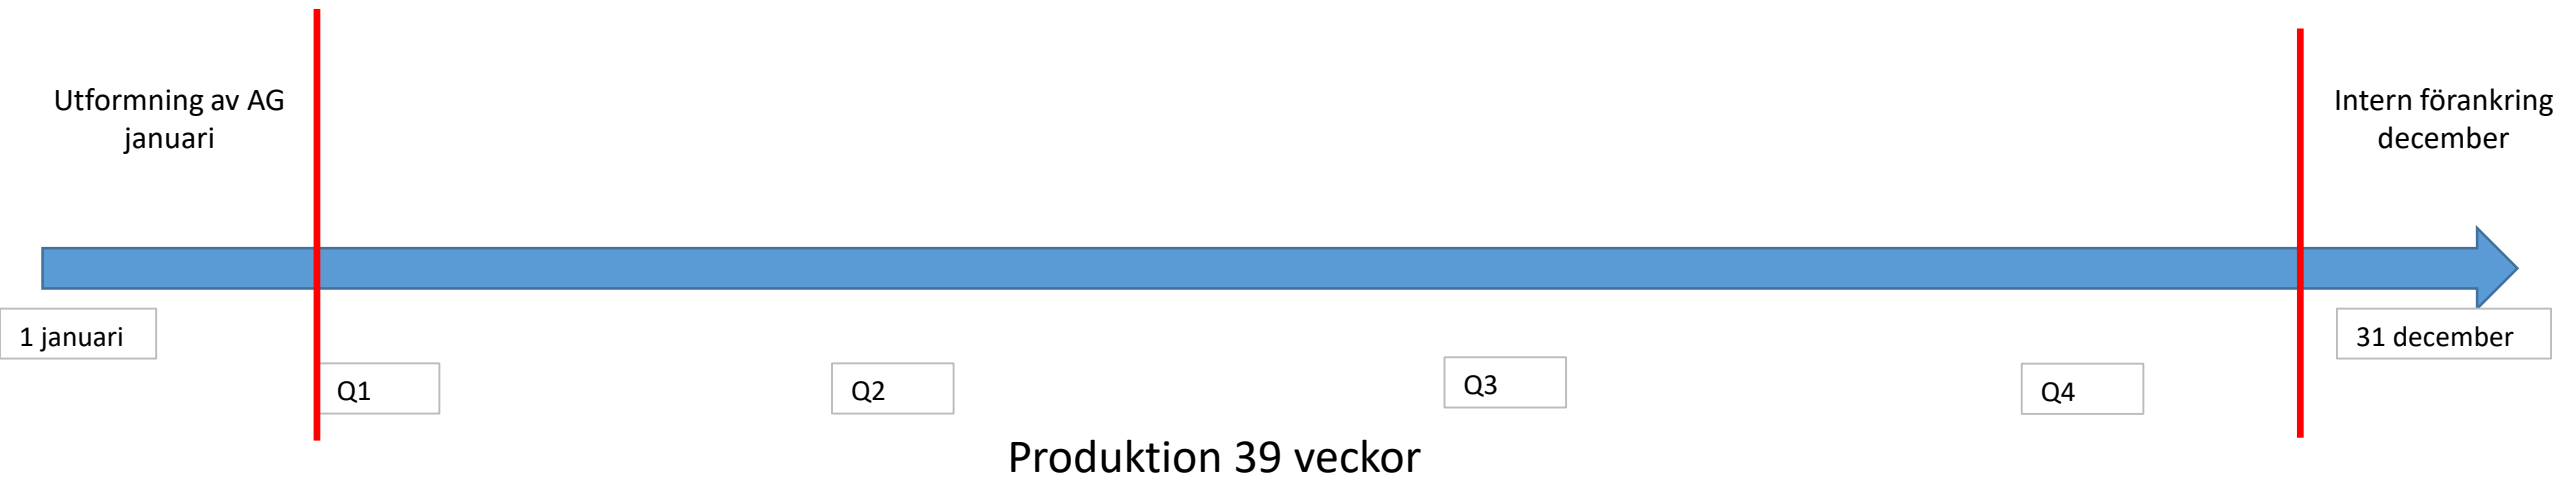 Utformning av AG
januari
Intern förankring
december
1 januari
31 december
Q1
Q2
Q3
Q4
Produktion 39 veckor